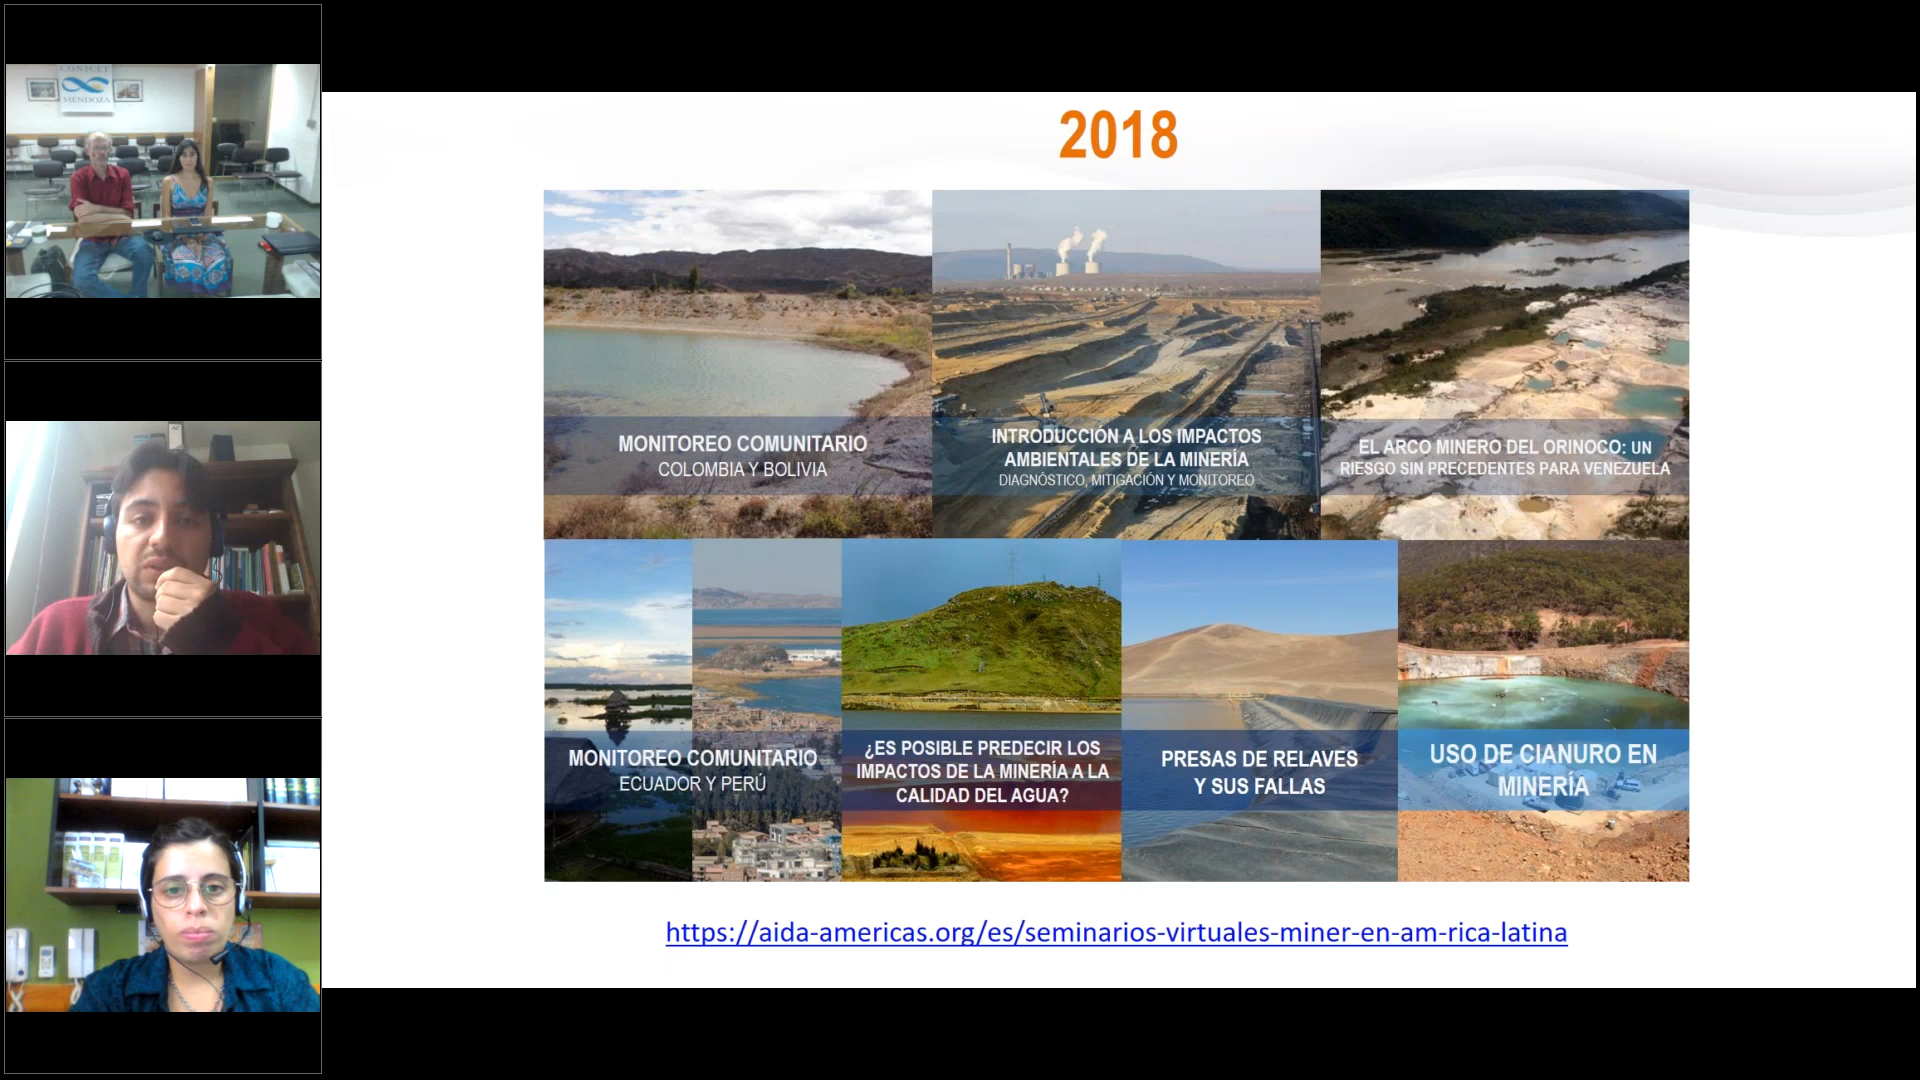 CONICET
MENDOZA
2018
MONITOREO COMUNITARIO
COLOMBIA Y BOLIVIA
INTRODUCCIÓN A LOS IMPACTOS
AMBIENTALES DE LA MINERÍA
DIAGNÓSTICO, MITIGACIÓN Y MONITOREO
EL ARCO MINERO DEL ORINOCO: UN
RIESGO SIN PRECEDENTES PARA VENEZUELA
MONITOREO COMUNITARIO
ECUADOR Y PERÚ
¿ES POSIBLE PREDECIR LOS
IMPACTOS DE LA MINERÍA A LA
CALIDAD DEL AGUA?
PRESAS DE RELAVES
Y SUS FALLAS
USO DE CIANURO EN
MINERÍA
https://aida-americas.org/es/seminarios-virtuales-miner-en-am-rica-latina